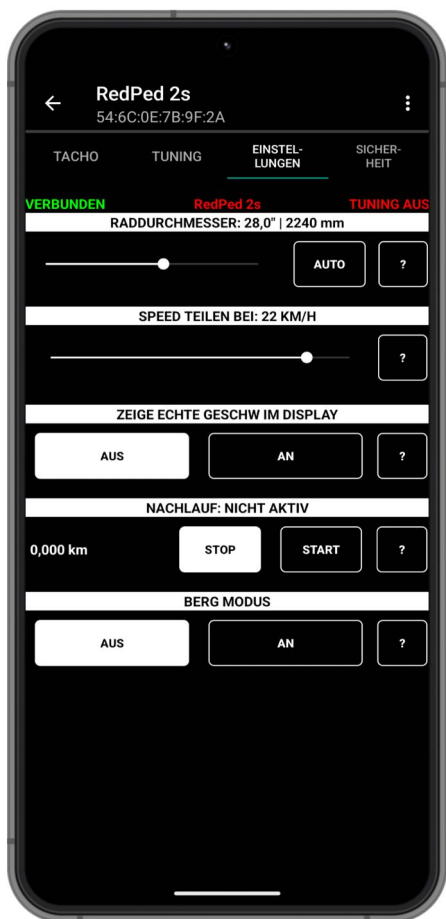 RedPed 2s
54:6C:0E:7B:9F:2A
TACHO TUNING EINSTEL-
LUNGEN SICHER-
HEIT
VERBUNDEN RedPed 2s TUNING AUS
RADDURCHMESSER: 28,0" | 2240 mm
AUTO ?
SPEED TEILEN BEI: 22 KM/H
?
ZEIGE ECHTE GESCHW IM DISPLAY
AUS AN ?
NACHLAUF: NICHT AKTIV
0,000 km STOP START ?
BERG MODUS
AUS AN ?